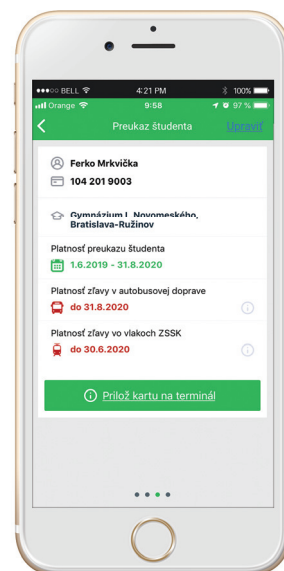 BELL 4:21 PM 100%
Orange 9:58 97 %
Preukaz študenta Upraviť
Ferko Mrkvička
104 201 9003
Gymnázium L. Novomeského,
Bratislava-Ružinov
Platnosť preukazu študenta
1.6.2019 - 31.8.2020
Platnosť zľavy v autobusovej doprave
do 31.8.2020
Platnosť zľavy vo vlakoch ZSSK
do 30.6.2020
Prilož kartu na terminál